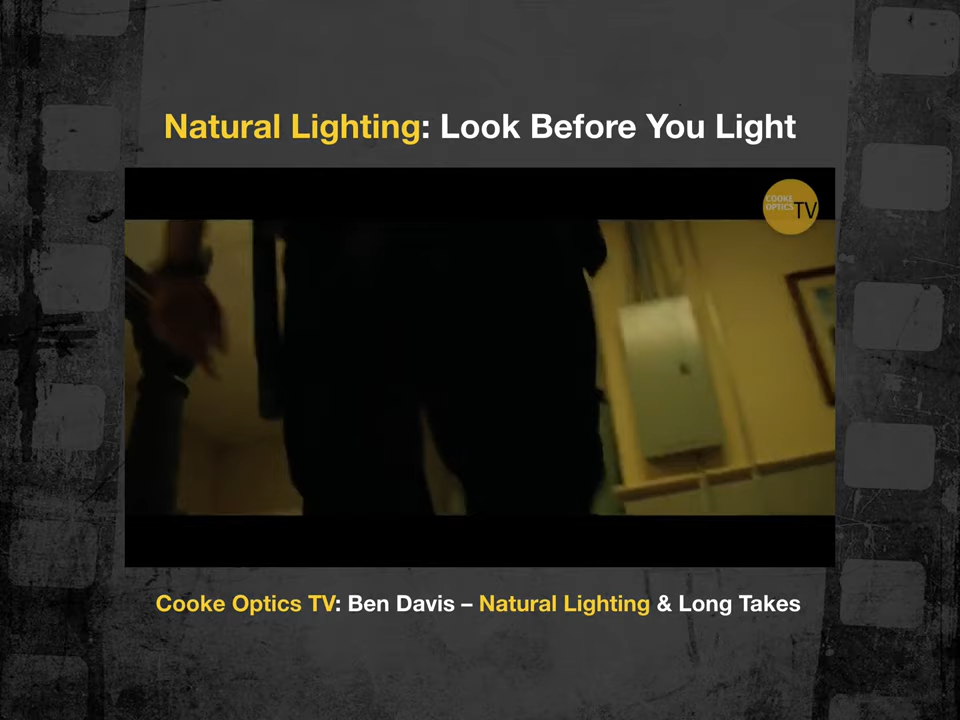 Natural Lighting: Look Before You Light
COOKE
OPTICS TV
Cooke Optics TV: Ben Davis – Natural Lighting & Long Takes